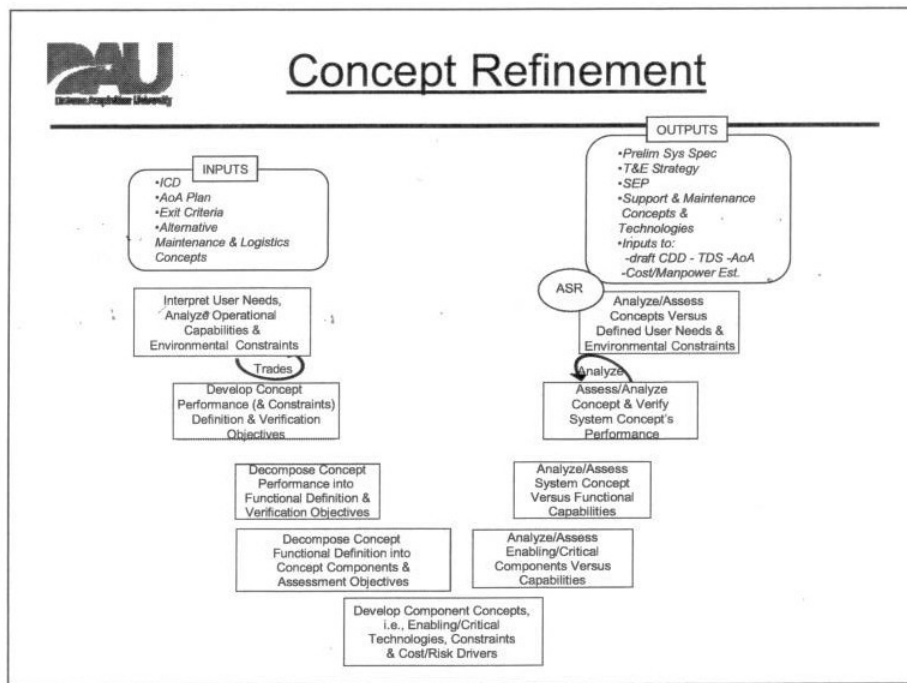 DAU
Defense Acquisition University
Concept Refinement
INPUTS
•ICD
•AoA Plan
•Exit Criteria
•Alternative
Maintenance & Logistics
Concepts
OUTPUTS
•Prelim Sys Spec
•T&E Strategy
•SEP
•Support & Maintenance
Concepts &
Technologies
•Inputs to:
-draft CDD - TDS -AoA
-Cost/Manpower Est.
ASR
Interpret User Needs,
Analyze Operational
Capabilities &
Environmental Constraints
Trades
Develop Concept
Performance (& Constraints)
Definition & Verification
Objectives
Decompose Concept
Performance into
Functional Definition &
Verification Objectives
Decompose Concept
Functional Definition into
Concept Components &
Assessment Objectives
Develop Component Concepts,
i.e., Enabling/Critical
Technologies, Constraints
& Cost/Risk Drivers
Analyze/Assess
Enabling/Critical
Components Versus
Capabilities
Analyze/Assess
System Concept
Versus Functional
Capabilities
Assess/Analyze
Concept & Verify
System Concept's
Performance
Analyze
Analyze/Assess
Concepts Versus
Defined User Needs &
Environmental Constraints